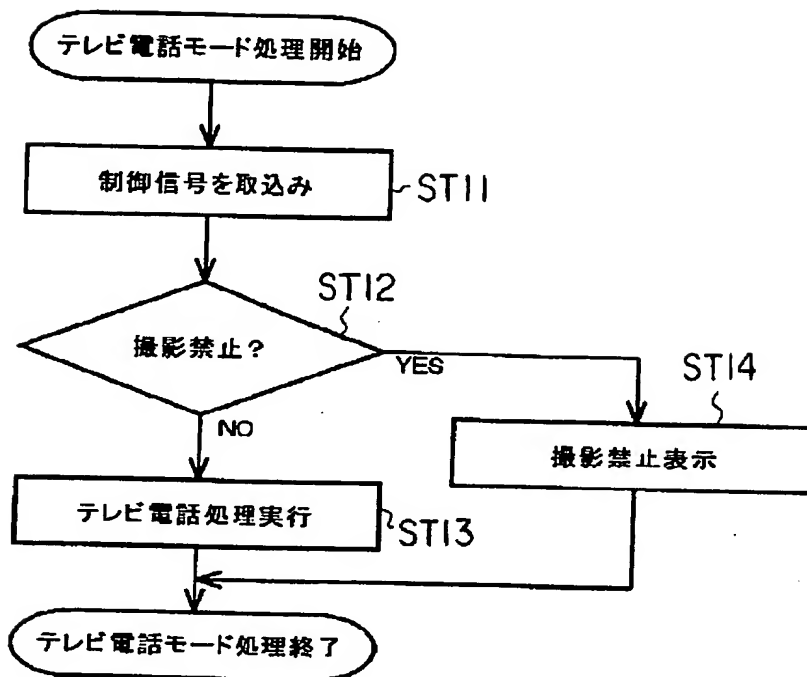 テレビ電話モード処理開始
制御信号を取込み
ST11
撮影禁止?
ST12
YES
NO
テレビ電話処理実行
ST13
ST14
撮影禁止表示
テレビ電話モード処理終了